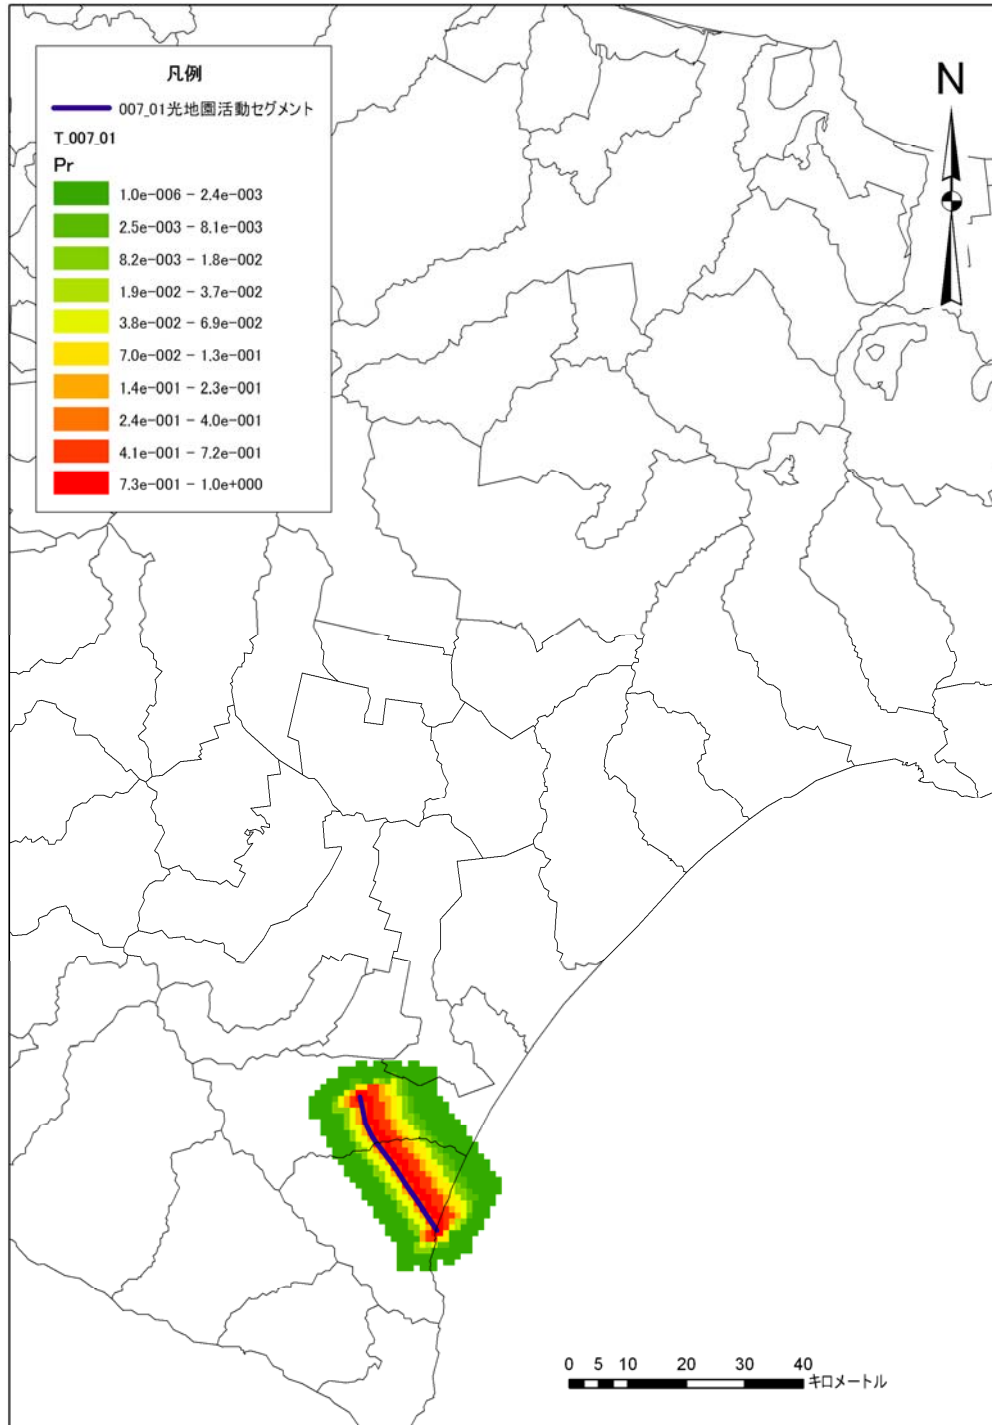 凡例
007_01光地園活動セグメント
T_007_01
Pr
1.0e-006 - 2.4e-003
2.5e-003 - 8.1e-003
8.2e-003 - 1.8e-002
1.9e-002 - 3.7e-002
3.8e-002 - 6.9e-002
7.0e-002 - 1.3e-001
1.4e-001 - 2.3e-001
2.4e-001 - 4.0e-001
4.1e-001 - 7.2e-001
7.3e-001 - 1.0e+000
N
0 5 10 20 30 40
キロメートル